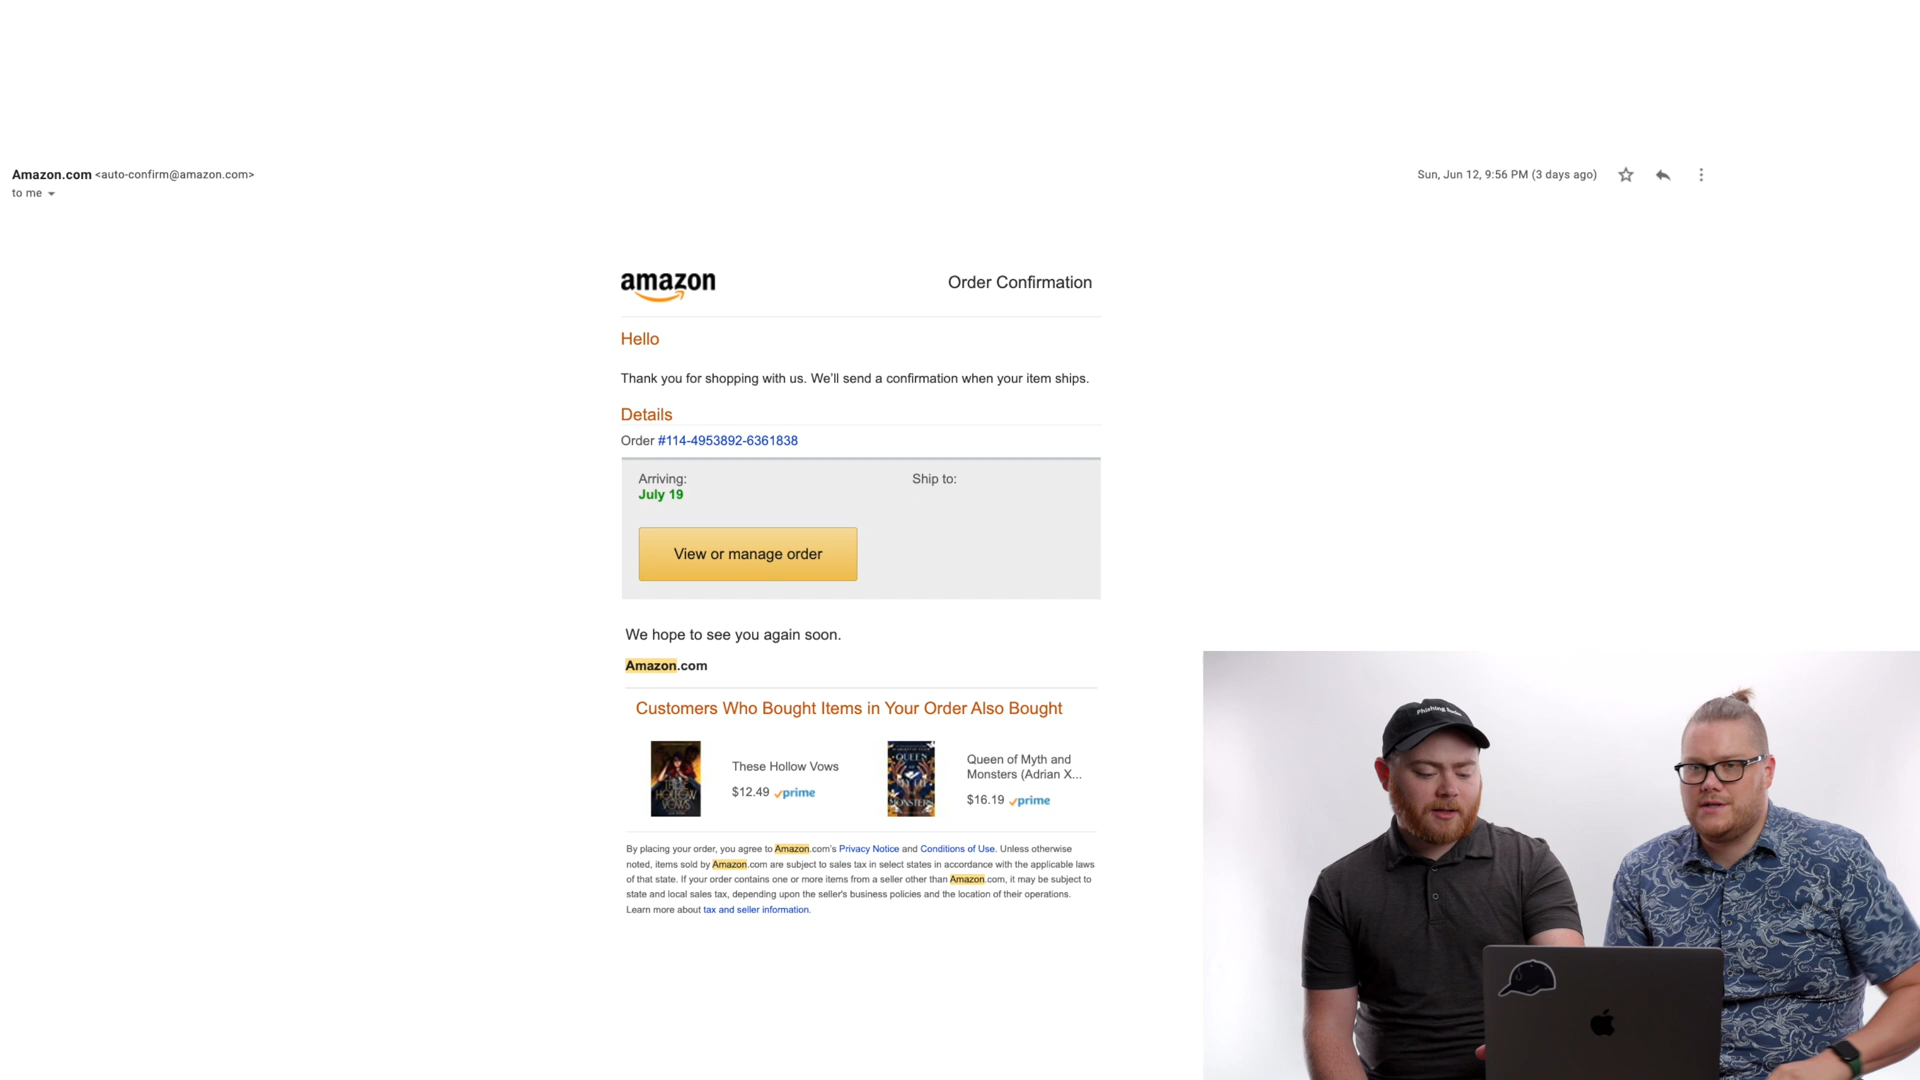 Amazon.com <auto-confirm@amazon.com>
to me
Sun, Jun 12, 9:56 PM (3 days ago)
amazon
Order Confirmation
Hello
Thank you for shopping with us. We'll send a confirmation when your item ships.
Details
Order #114-4953892-6361838
Arriving:
July 19
Ship to:
View or manage order
We hope to see you again soon.
Amazon.com
Customers Who Bought Items in Your Order Also Bought
These Hollow Vows
$12.49 prime
Queen of Myth and
Monsters (Adrian X...
$16.19 prime
THESE
HOLLOW
VOWS
QUEEN
MONSTERS
By placing your order, you agree to Amazon.com's Privacy Notice and Conditions of Use. Unless otherwise
noted, items sold by Amazon.com are subject to sales tax in select states in accordance with the applicable laws
of that state. If your order contains one or more items from a seller other than Amazon.com, it may be subject to
state and local sales tax, depending upon the seller's business policies and the location of their operations.
Learn more about tax and seller information.
Phishing